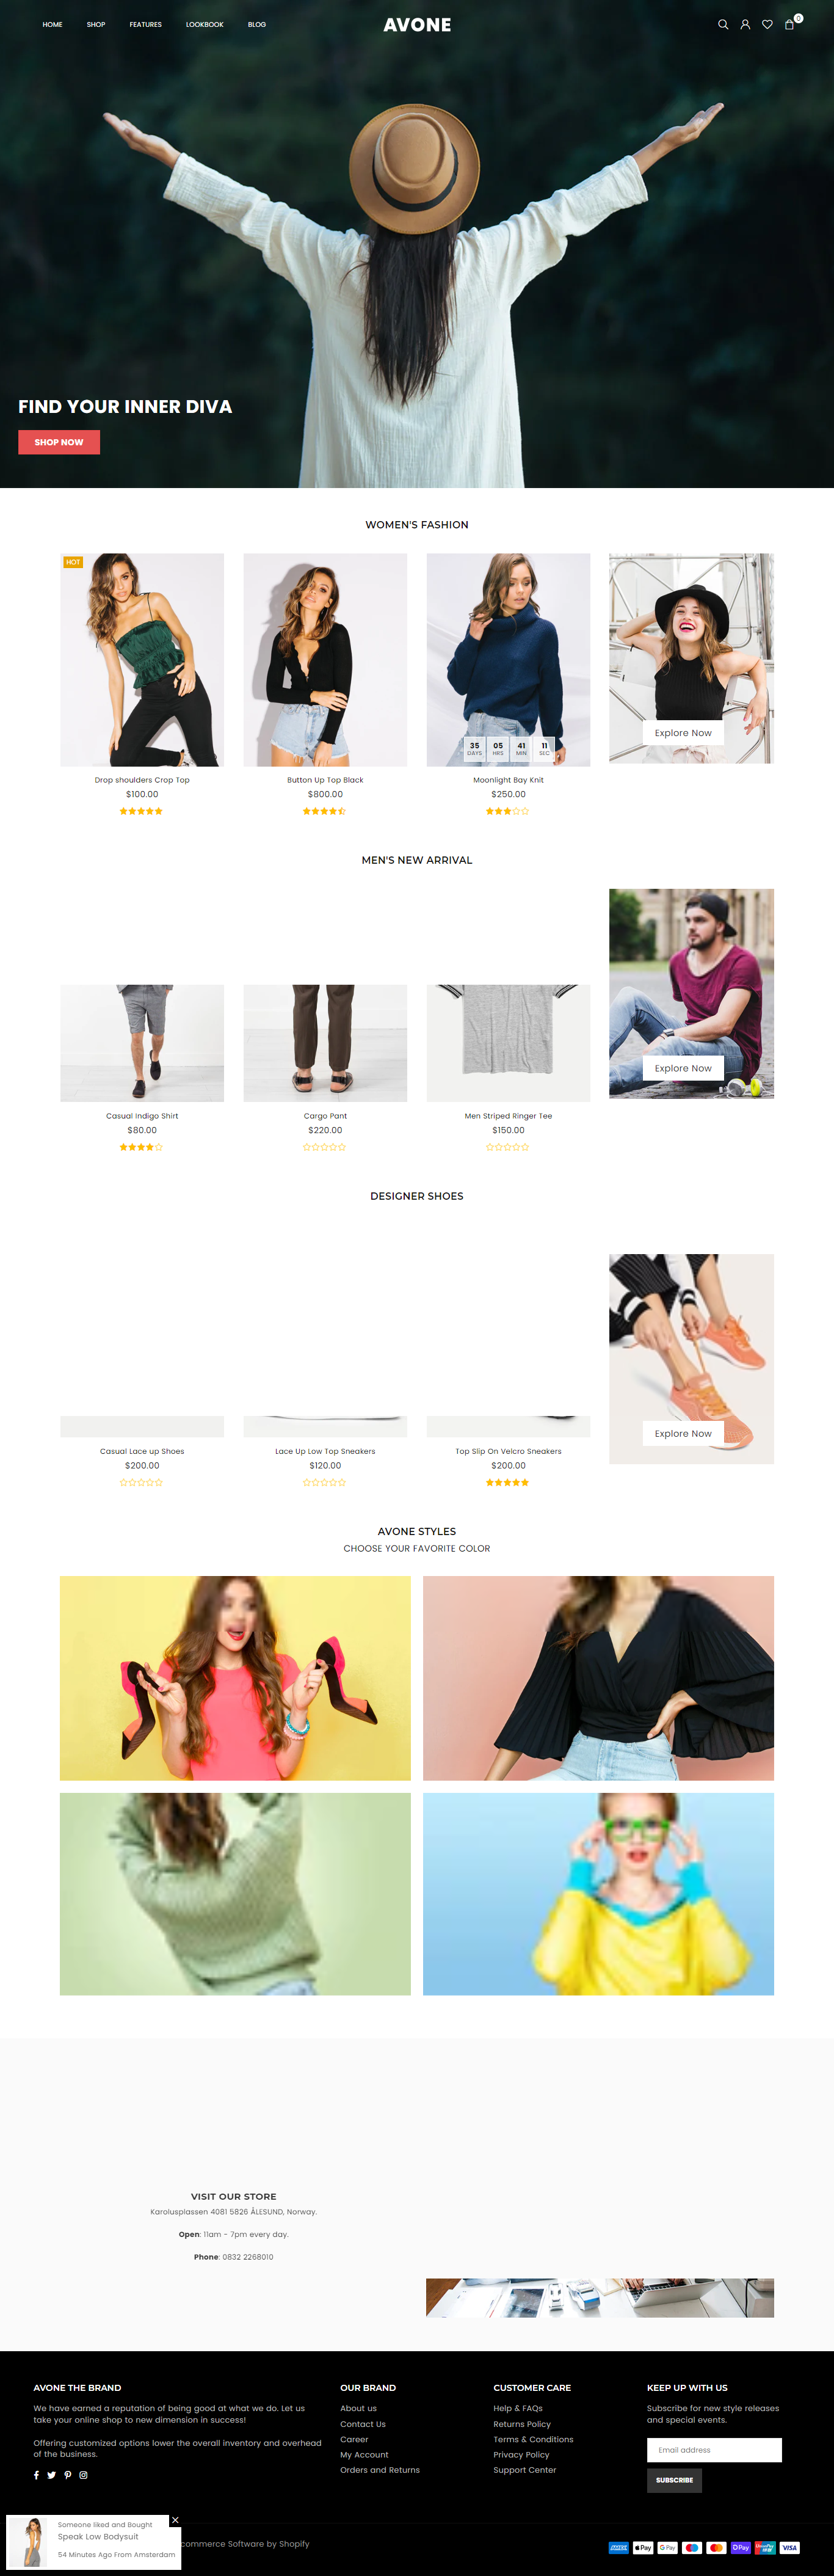 HOME SHOP FEATURES LOOKBOOK BLOG
AVONE
0
FIND YOUR INNER DIVA
SHOP NOW
WOMEN'S FASHION
HOT
35 DAYS 05 HRS 41 MIN 11 SEC
Explore Now
Drop shoulders Crop Top
$100.00
Button Up Top Black
$800.00
Moonlight Bay Knit
$250.00
MEN'S NEW ARRIVAL
Explore Now
Casual Indigo Shirt
$80.00
Cargo Pant
$220.00
Men Striped Ringer Tee
$150.00
DESIGNER SHOES
Explore Now
Casual Lace up Shoes
$200.00
Lace Up Low Top Sneakers
$120.00
Top Slip On Velcro Sneakers
$200.00
AVONE STYLES
CHOOSE YOUR FAVORITE COLOR
VISIT OUR STORE
Karolusplassen 4081 5826 ÅLESUND, Norway.
Open: 11am - 7pm every day.
Phone: 0832 2268010
AVONE THE BRAND
We have earned a reputation of being good at what we do. Let us
take your online shop to new dimension in success!
Offering customized options lower the overall inventory and overhead
of the business.
OUR BRAND
About us
Contact Us
Career
My Account
Orders and Returns
CUSTOMER CARE
Help & FAQs
Returns Policy
Terms & Conditions
Privacy Policy
Support Center
KEEP UP WITH US
Subscribe for new style releases
and special events.
Email address
SUBSCRIBE
Someone liked and Bought
Speak Low Bodysuit
54 Minutes Ago From Amsterdam
commerce Software by Shopify
Pay G Pay O Pay VISA